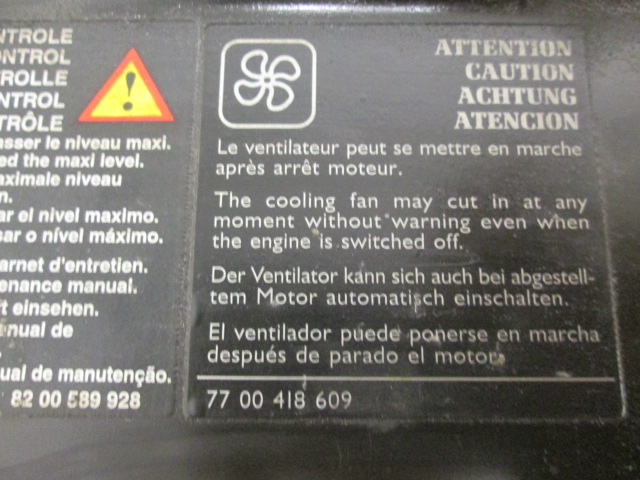 NTROLE
ONTROL
TROLLE
NTROL
TRÔLE
asser le niveau maxi.
ed the maxi level.
aximale niveau
n.
ar el nivel maximo.
sar o nível máximo.
arnet d'entretien.
enance manual.
t einsehen.
anual de
ual de manutenção.
82 00 589 928
ATTENTION
CAUTION
ACHTUNG
ATENCION
Le ventilateur peut se mettre en marche
après arrêt moteur.
The cooling fan may cut in at any
moment without warning even when
the engine is switched off.
Der Ventilator kann sich auch bei abgestell-
tem Motor automatisch einschalten.
El ventilador puede ponerse en marcha
después de parado el motor.
77 00 418 609